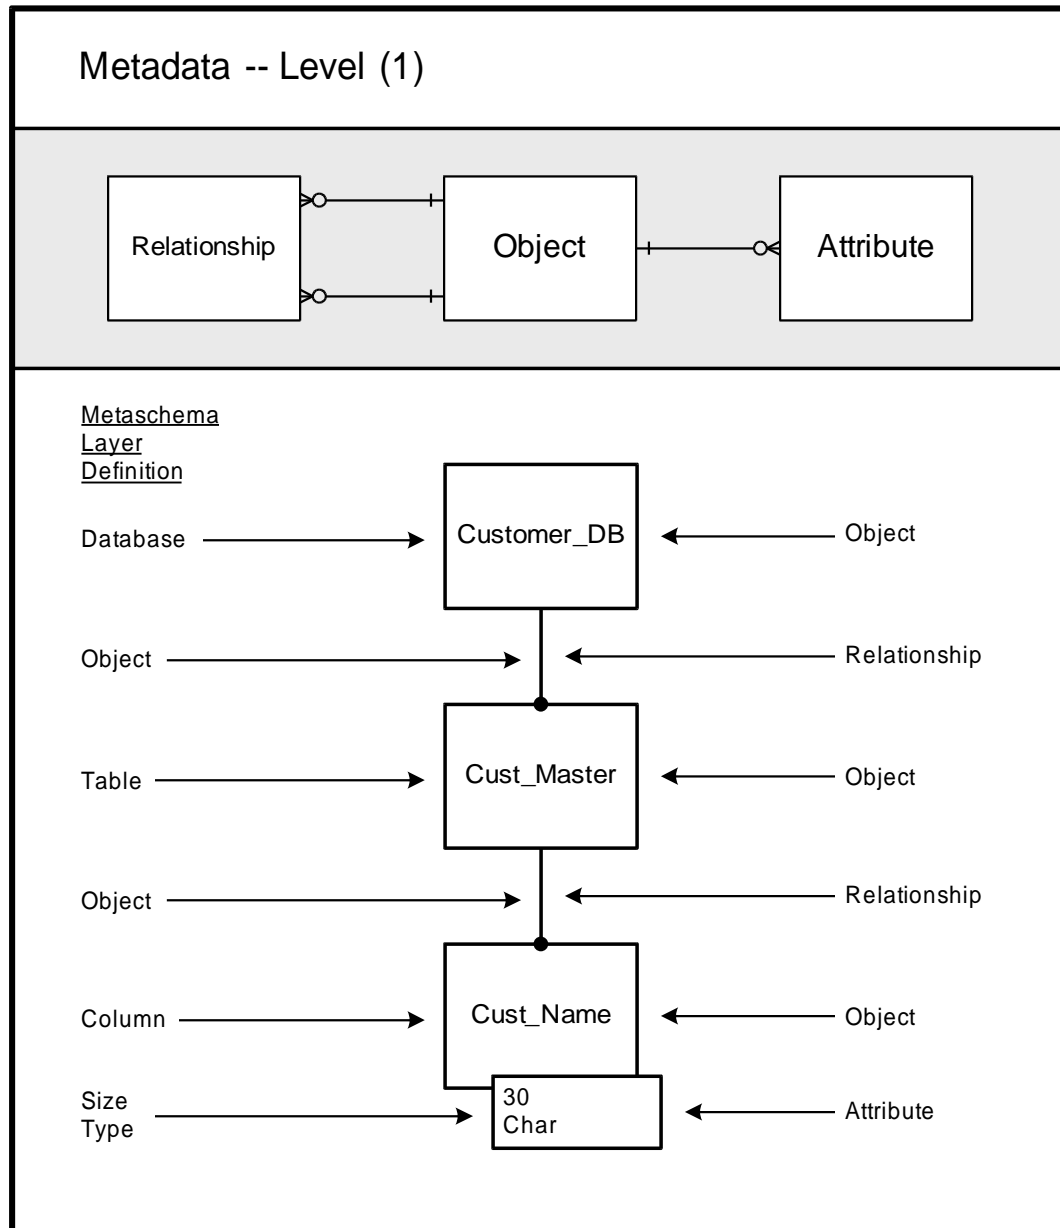 Metadata -- Level (1)
Relationship
Object
Attribute
Metaschema
Layer
Definition
Database
Customer_DB
Object
Object
Relationship
Table
Cust_Master
Object
Object
Relationship
Column
Cust_Name
Object
Size
Type
30
Char
Attribute